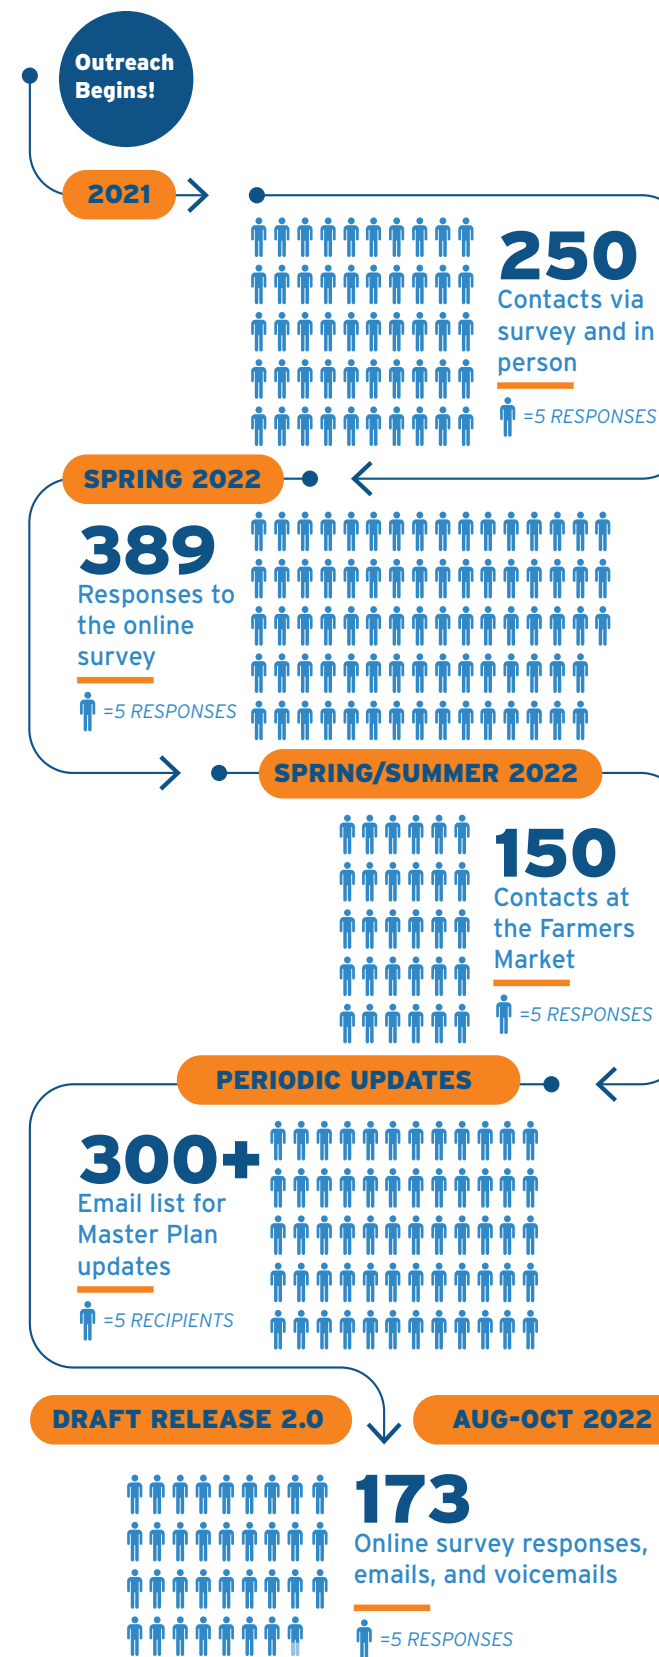 Outreach
Begins!
2021
250
Contacts via
survey and in
person
=5 RESPONSES
SPRING 2022
389
Responses to
the online
survey
=5 RESPONSES
SPRING/SUMMER 2022
150
Contacts at
the Farmers
Market
=5 RESPONSES
PERIODIC UPDATES
300+
Email list for
Master Plan
updates
=5 RECIPIENTS
DRAFT RELEASE 2.0
AUG-OCT 2022
173
Online survey responses,
emails, and voicemails
=5 RESPONSES